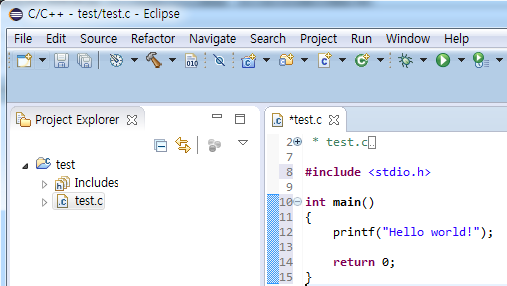 C/C++ - test/test.c - Eclipse
File Edit Source Refactor Navigate Search Project Run Window Help
010
Project Explorer
test
Includes
test.c
*test.c
2 * test.c
7
8 #include <stdio.h>
9
10 int main()
11 {
12 printf("Hello world!");
13
14 return 0;
15 }